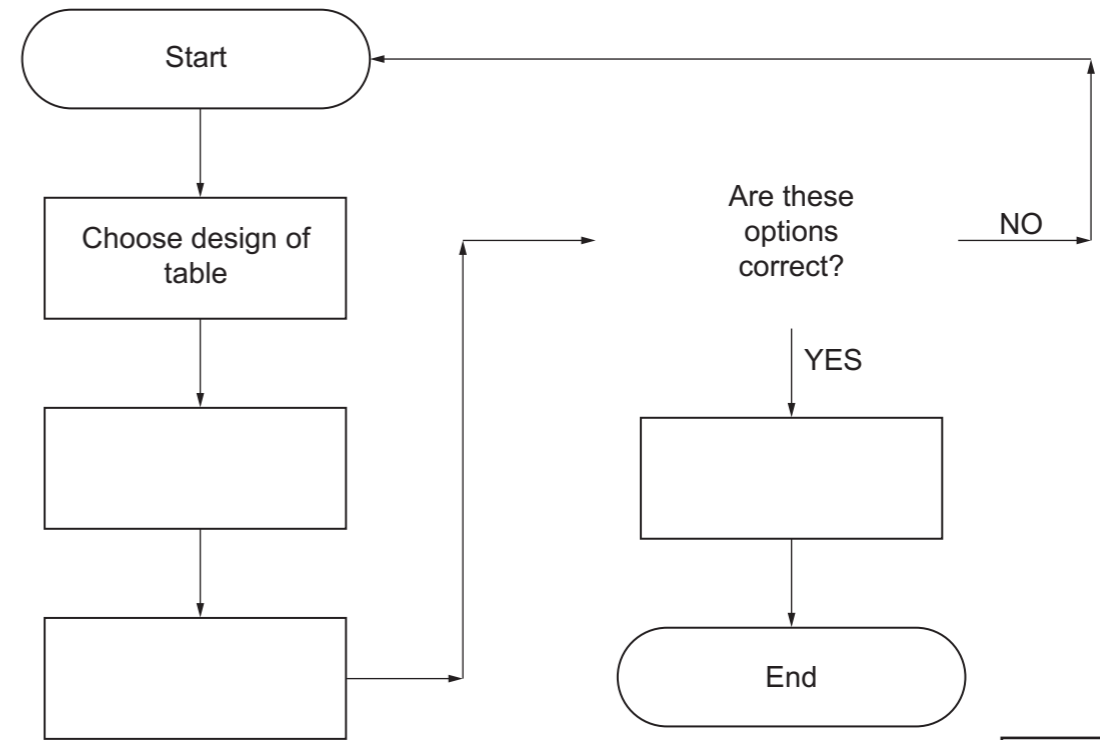 Start
Choose design of
table
Are these
options
correct?
NO
YES
End